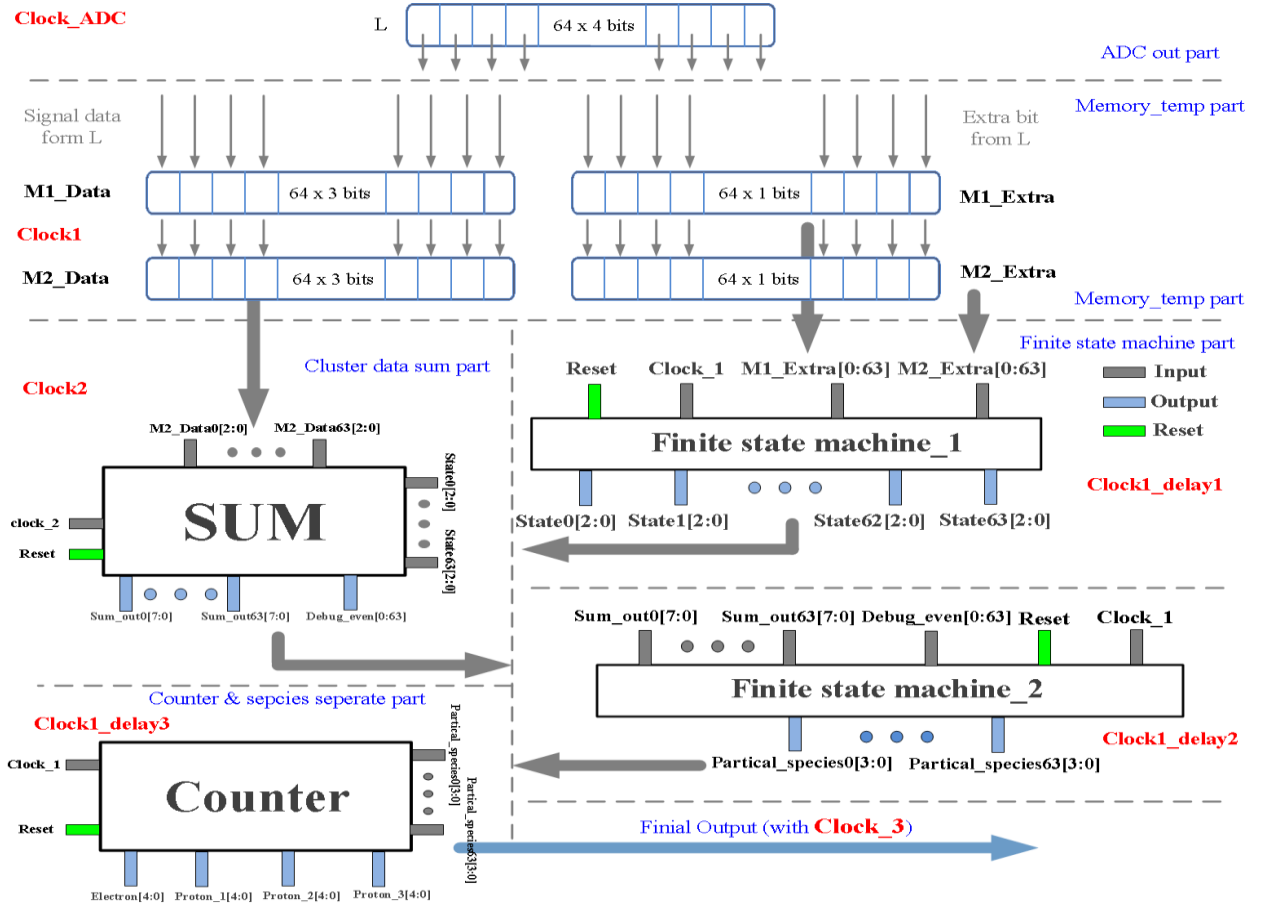 Clock_ADC
L
64 x 4 bits
ADC out part
Memory_temp part
Signal data
form L
Extra bit
from L
M1_Data
64 x 3 bits
64 x 1 bits
M1_Extra
Clock1
M2_Data
64 x 3 bits
64 x 1 bits
M2_Extra
Memory_temp part
Finite state machine part
Cluster data sum part
Clock2
Reset
Clock_1
M1_Extra[0:63]
M2_Extra[0:63]
Input
Output
Reset
Finite state machine_1
Clock1_delay1
State0[2:0]
State1[2:0]
State62[2:0]
State63[2:0]
M2_Data0[2:0]
M2_Data63[2:0]
State0[2:0]
State63[2:0]
SUM
clock_2
Reset
Sum_out0[7:0]
Sum_out63[7:0]
Debug_even[0:63]
Sum_out0[7:0]
Sum_out63[7:0]
Debug_even[0:63]
Reset
Clock_1
Finite state machine_2
Clock1_delay2
Partical_species0[3:0]
Partical_species63[3:0]
Counter & sepcies seperate part
Clock1_delay3
Clock_1
Partical_species0[3:0]
Partical_species63[3:0]
Counter
Reset
Electron[4:0]
Proton_1[4:0]
Proton_2[4:0]
Proton_3[4:0]
Finial Output (with Clock_3)